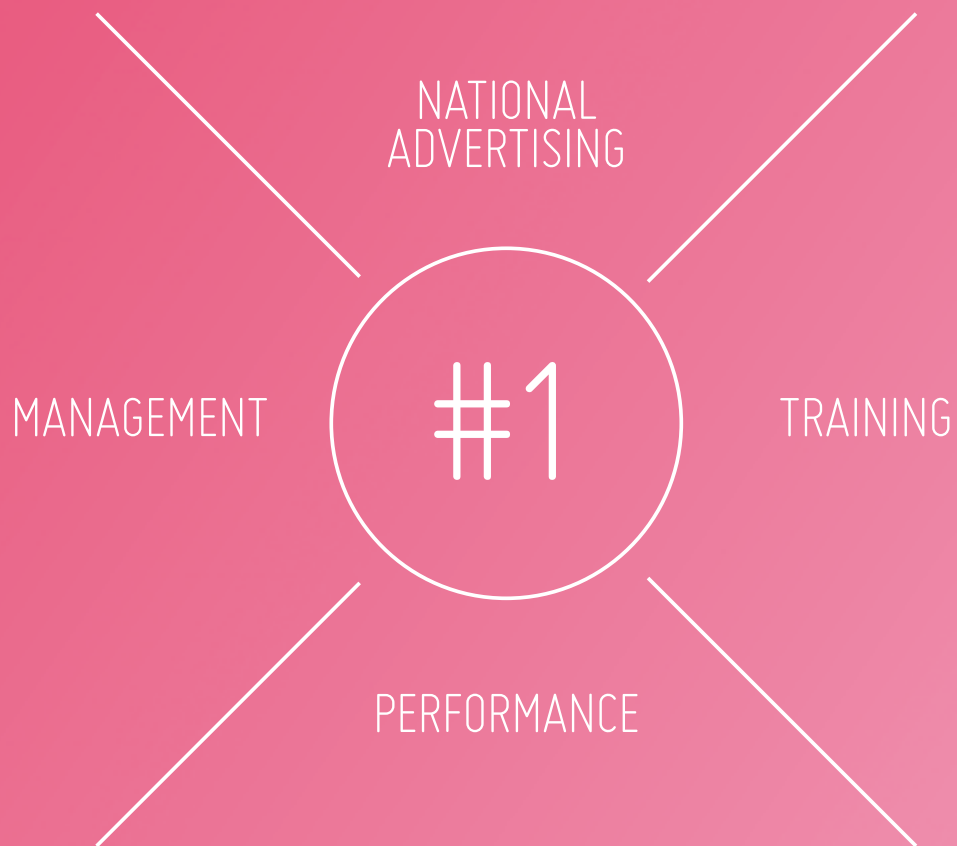 NATIONAL
ADVERTISING
MANAGEMENT
#1
TRAINING
PERFORMANCE